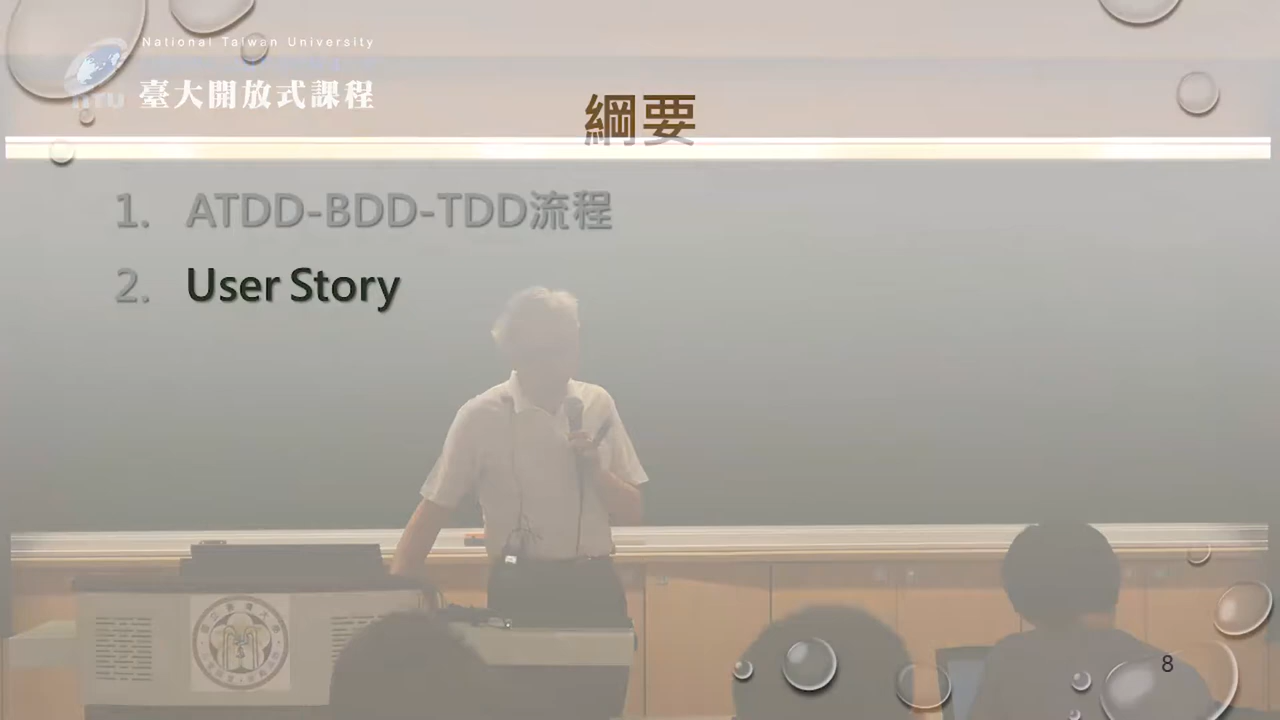 National Taiwan University
NTU 臺大開放式課程
綱要
1. ATDD-BDD-TDD流程
2. User Story
8